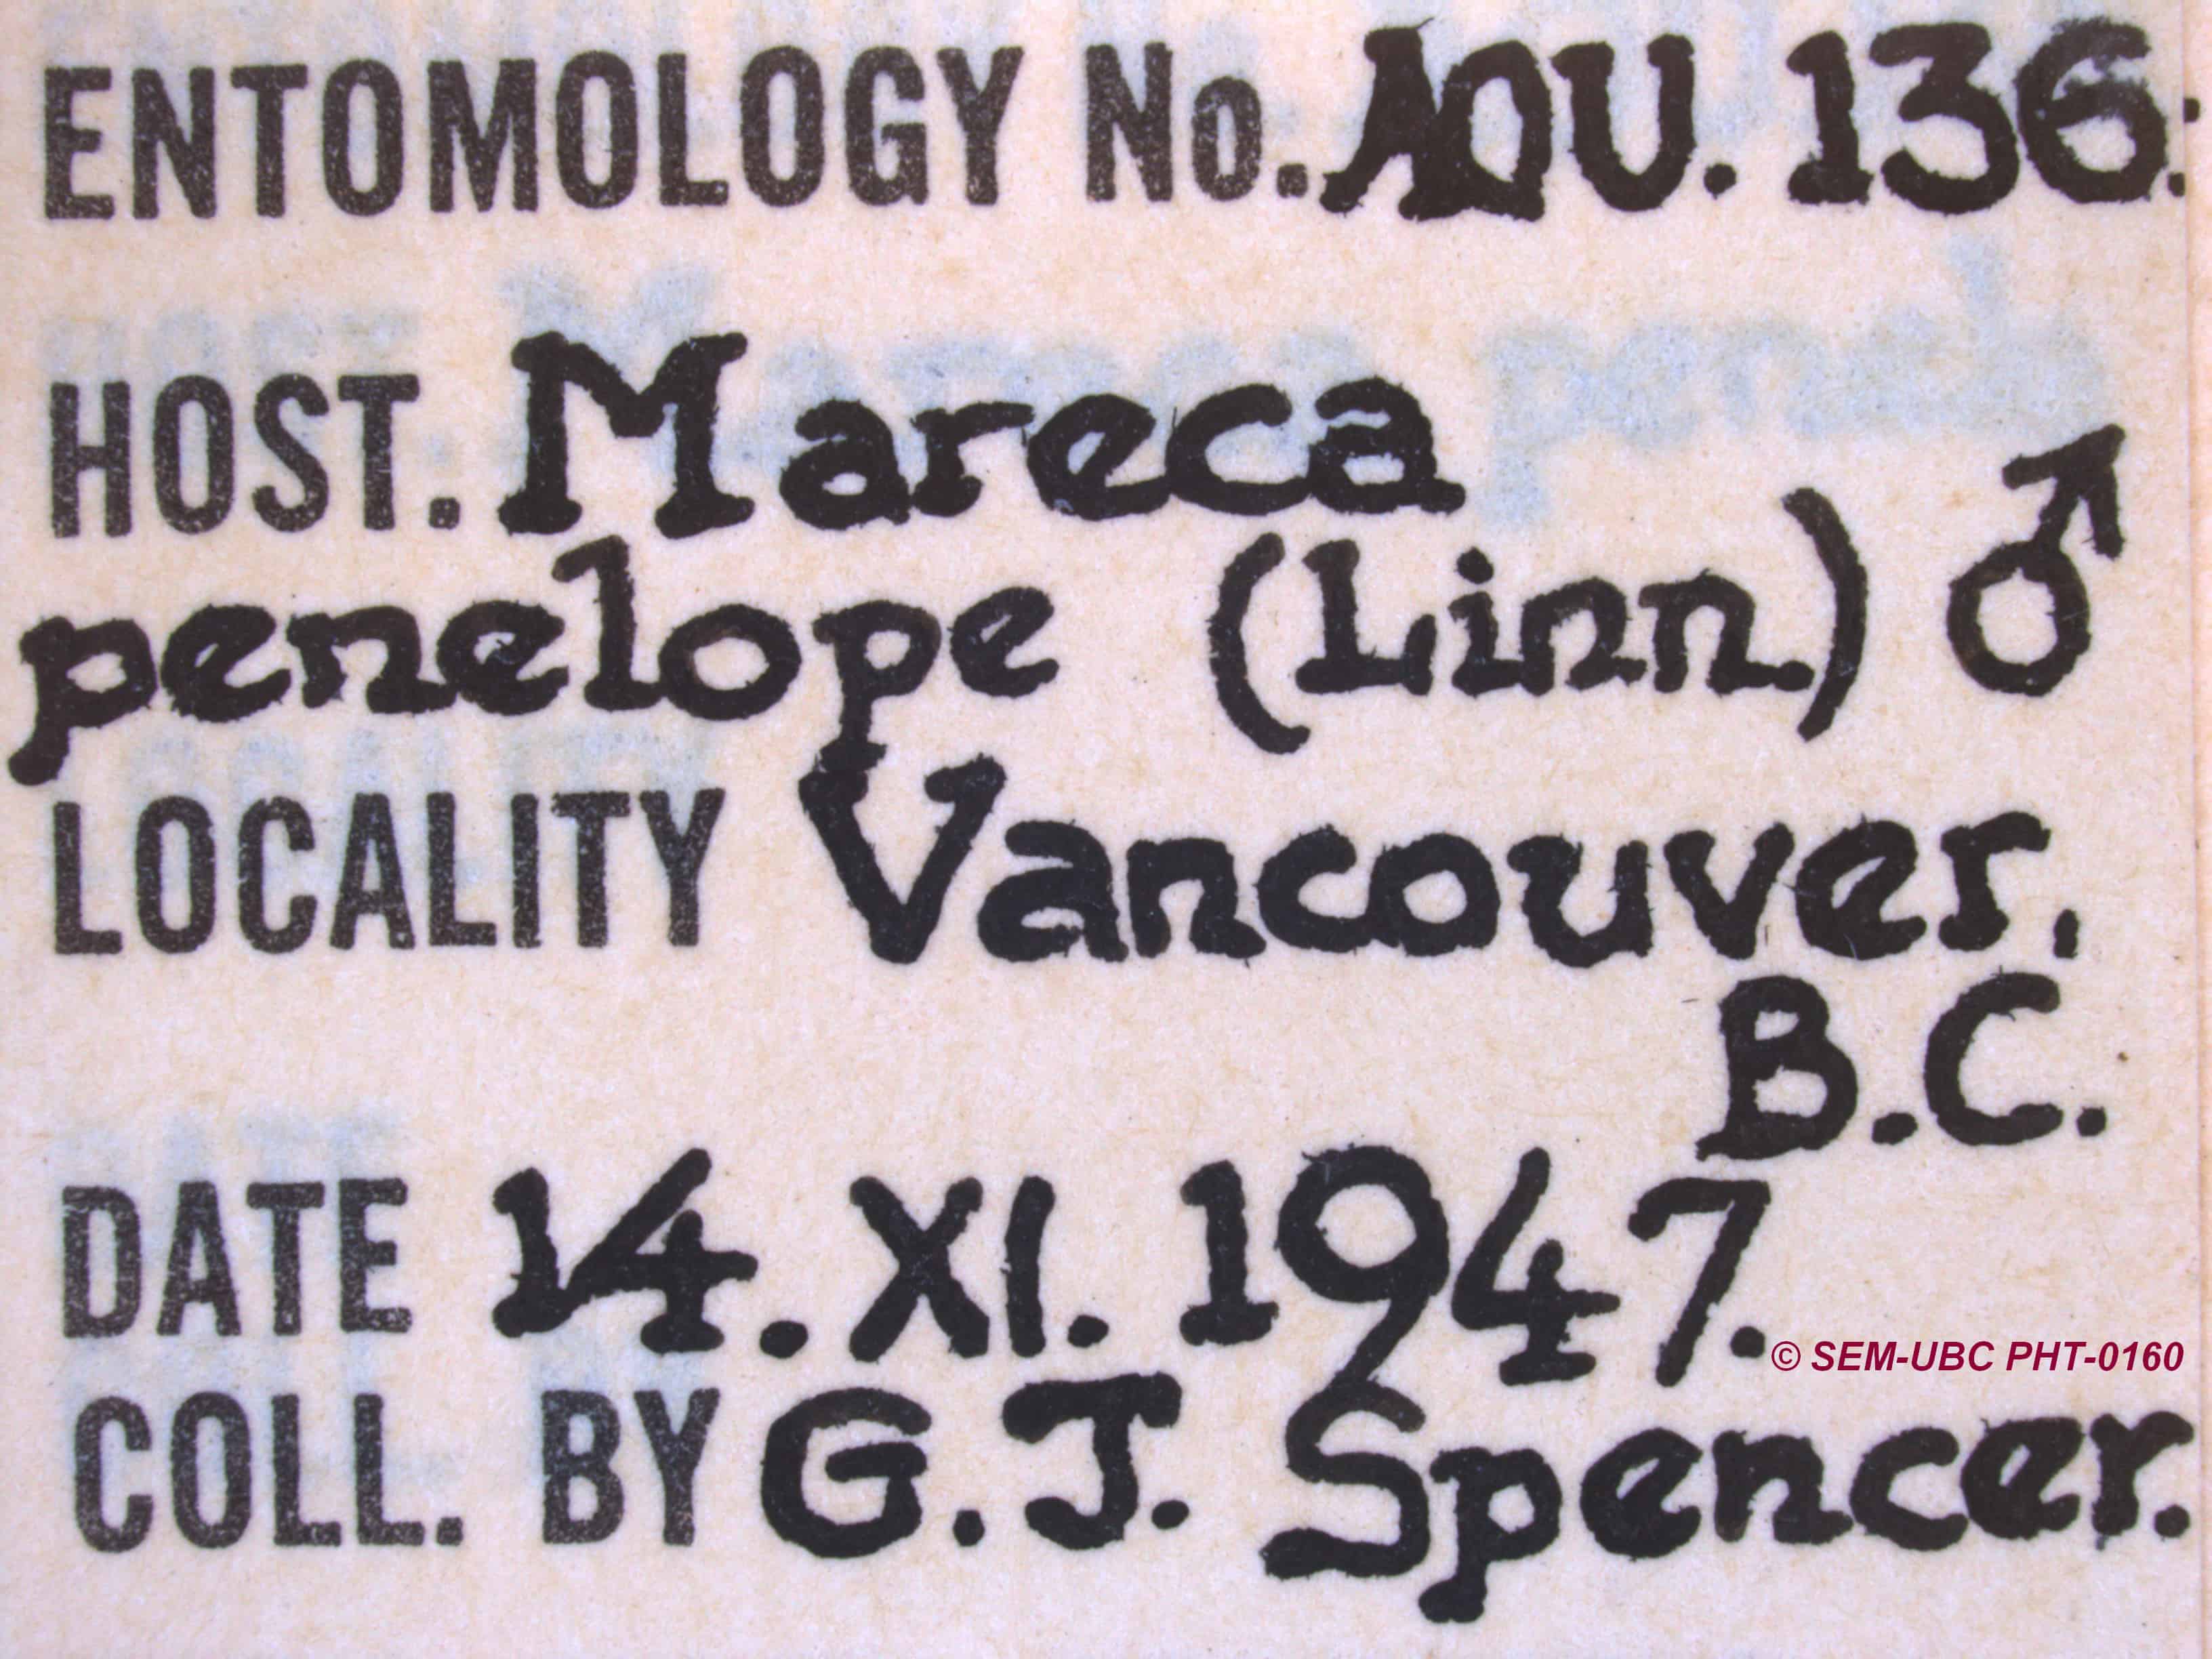 ENTOMOLOGY No. AOU. 136.
HOST. Mareca
penelope (Linn.) ♂
LOCALITY Vancouver,
B.C.
DATE 14. XI. 1947.
© SEM-UBC PHT-0160
COLL. BY G. J. Spencer.